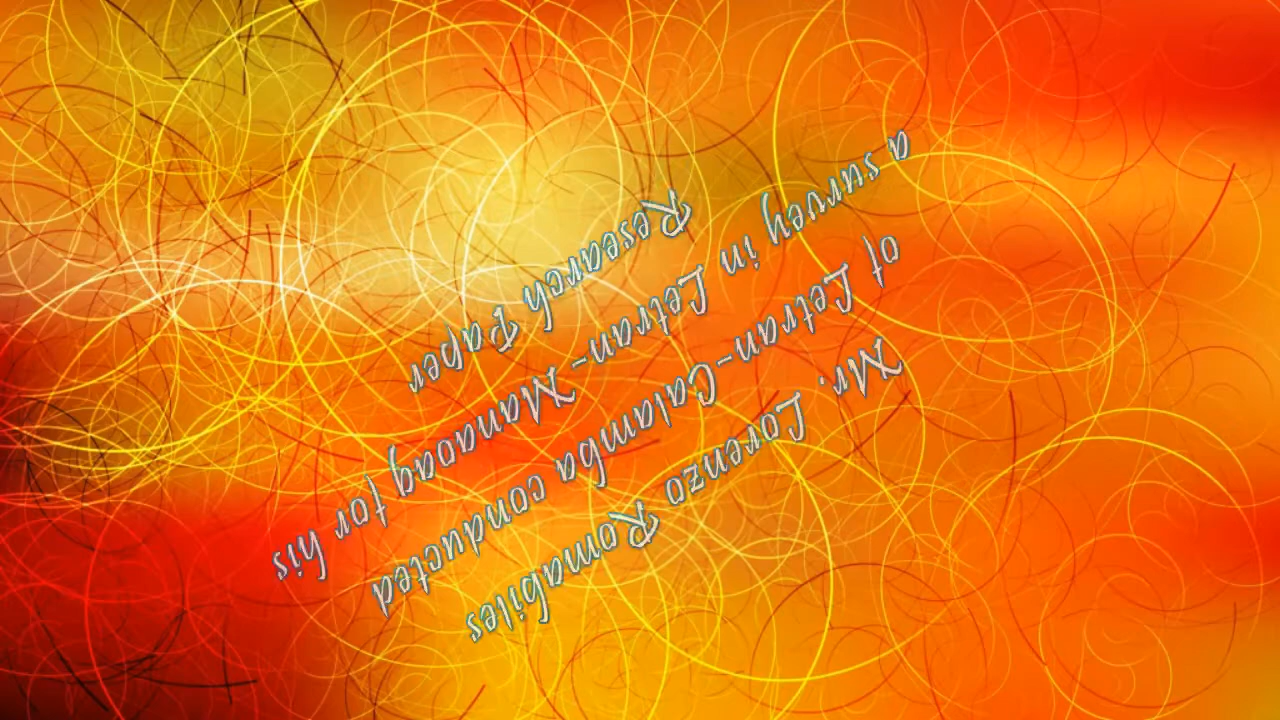 Mr. Lorenzo Romabiles
of Letran-Calamba conducted
a survey in Letran-Manaoag for his
Research Paper